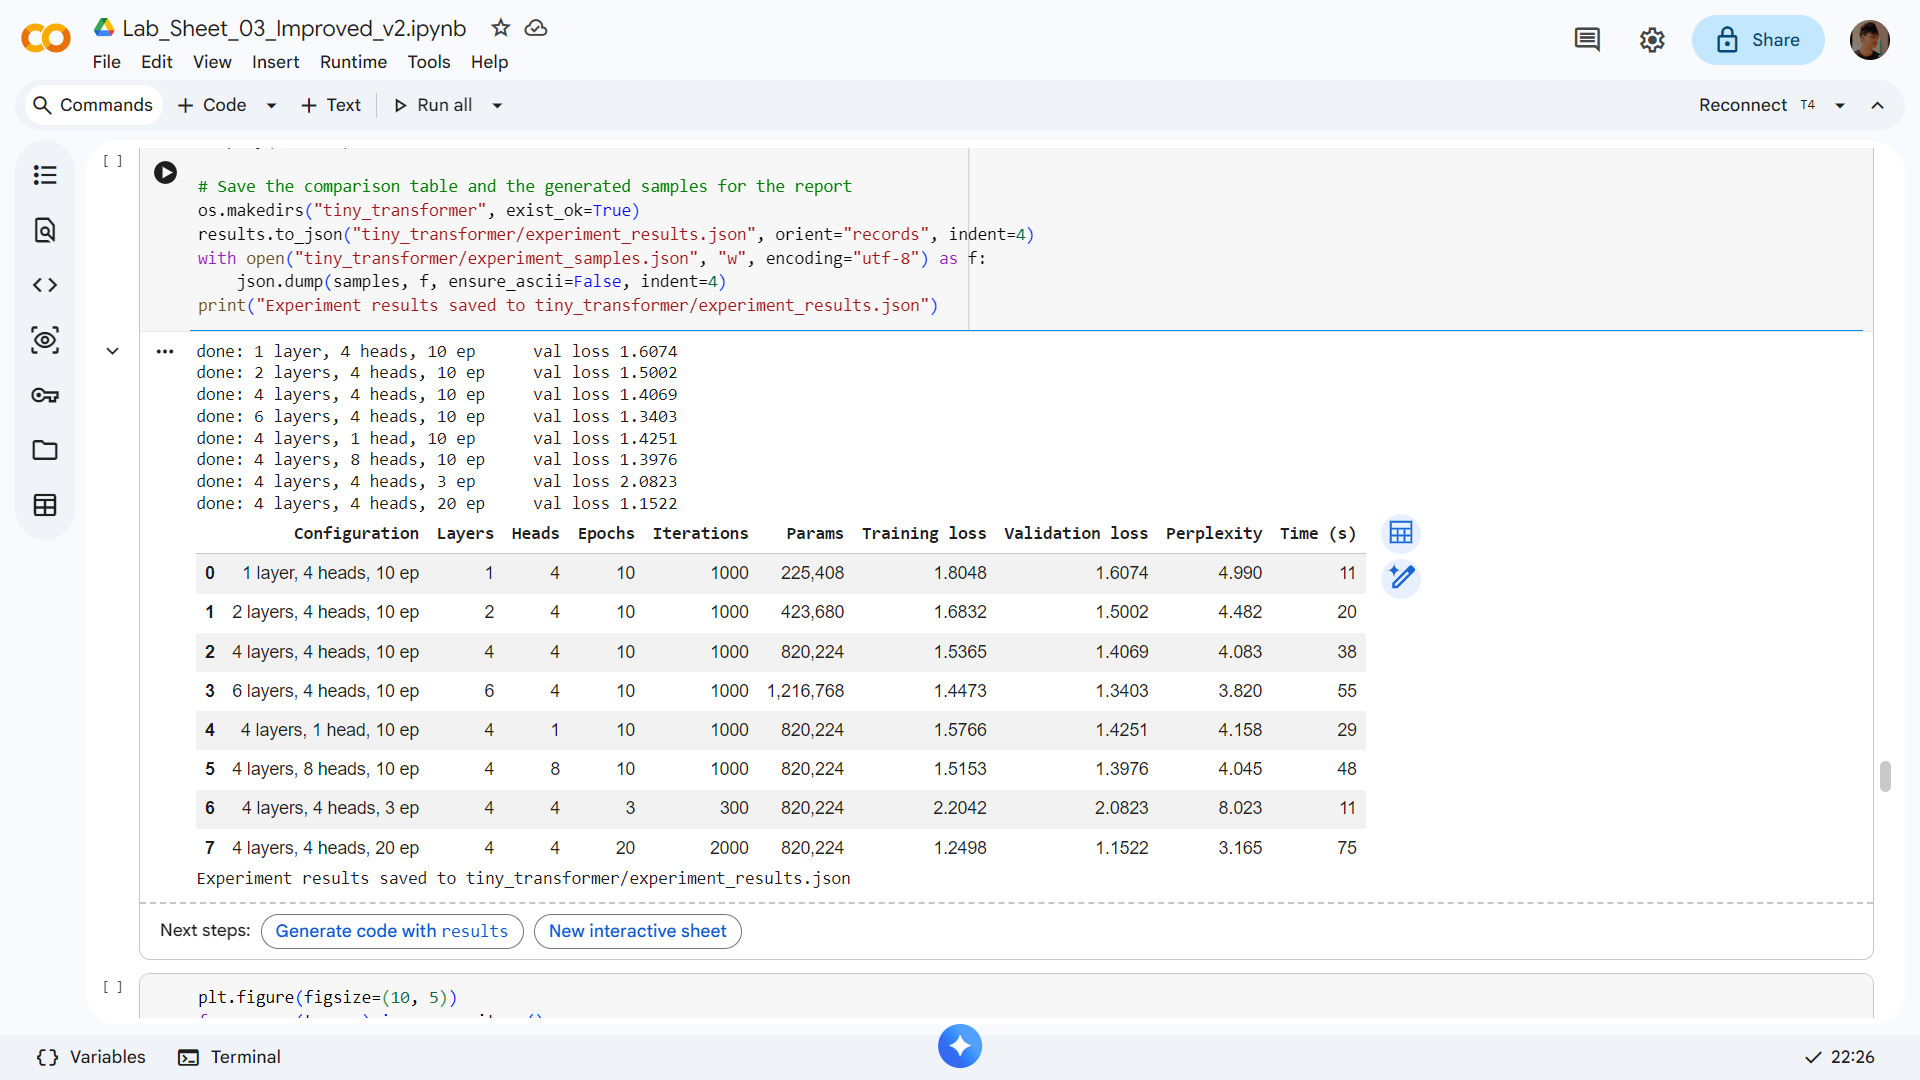 Lab_Sheet_03_Improved_v2.ipynb
File Edit View Insert Runtime Tools Help
Share
Commands + Code + Text Run all
Reconnect T4
[ ]
# Save the comparison table and the generated samples for the report
os.makedirs("tiny_transformer", exist_ok=True)
results.to_json("tiny_transformer/experiment_results.json", orient="records", indent=4)
with open("tiny_transformer/experiment_samples.json", "w", encoding="utf-8") as f:
    json.dump(samples, f, ensure_ascii=False, indent=4)
print("Experiment results saved to tiny_transformer/experiment_results.json")
done: 1 layer, 4 heads, 10 ep val loss 1.6074
done: 2 layers, 4 heads, 10 ep val loss 1.5002
done: 4 layers, 4 heads, 10 ep val loss 1.4069
done: 6 layers, 4 heads, 10 ep val loss 1.3403
done: 4 layers, 1 head, 10 ep val loss 1.4251
done: 4 layers, 8 heads, 10 ep val loss 1.3976
done: 4 layers, 4 heads, 3 ep val loss 2.0823
done: 4 layers, 4 heads, 20 ep val loss 1.1522
Configuration Layers Heads Epochs Iterations Params Training loss Validation loss Perplexity Time (s)
0 1 layer, 4 heads, 10 ep 1 4 10 1000 225,408 1.8048 1.6074 4.990 11
1 2 layers, 4 heads, 10 ep 2 4 10 1000 423,680 1.6832 1.5002 4.482 20
2 4 layers, 4 heads, 10 ep 4 4 10 1000 820,224 1.5365 1.4069 4.083 38
3 6 layers, 4 heads, 10 ep 6 4 10 1000 1,216,768 1.4473 1.3403 3.820 55
4 4 layers, 1 head, 10 ep 4 1 10 1000 820,224 1.5766 1.4251 4.158 29
5 4 layers, 8 heads, 10 ep 4 8 10 1000 820,224 1.5153 1.3976 4.045 48
6 4 layers, 4 heads, 3 ep 4 4 3 300 820,224 2.2042 2.0823 8.023 11
7 4 layers, 4 heads, 20 ep 4 4 20 2000 820,224 1.2498 1.1522 3.165 75
Experiment results saved to tiny_transformer/experiment_results.json
Next steps: Generate code with results New interactive sheet
[ ]
plt.figure(figsize=(10, 5))
Variables Terminal
22:26